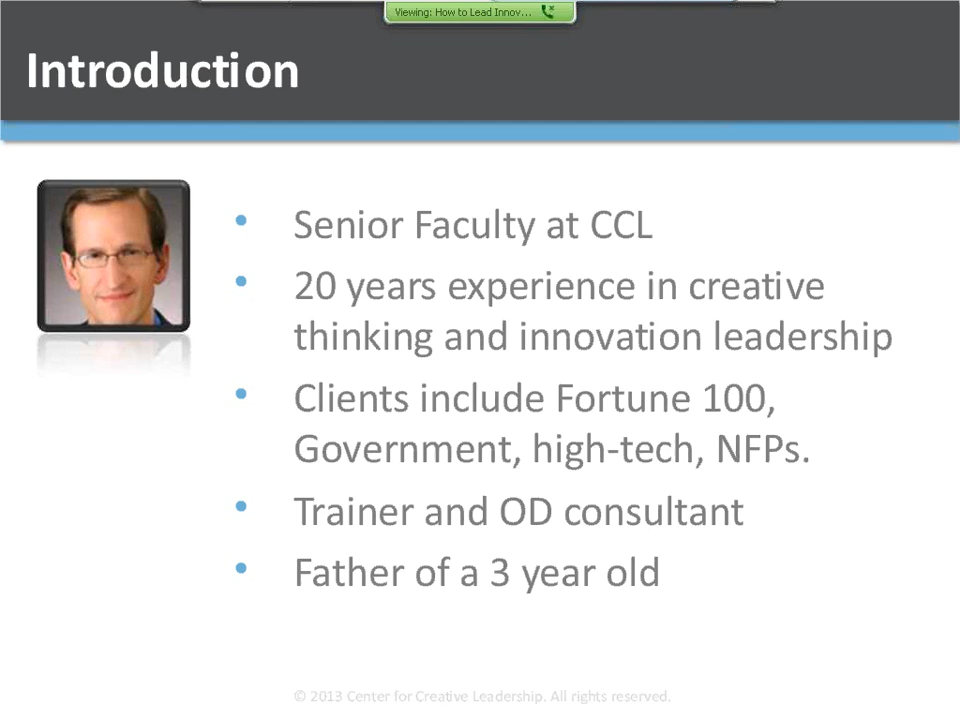 Viewing: How to Lead Innov...
Introduction
• Senior Faculty at CCL
• 20 years experience in creative
thinking and innovation leadership
• Clients include Fortune 100,
Government, high-tech, NFPs.
• Trainer and OD consultant
• Father of a 3 year old
© 2013 Center for Creative Leadership. All rights reserved.